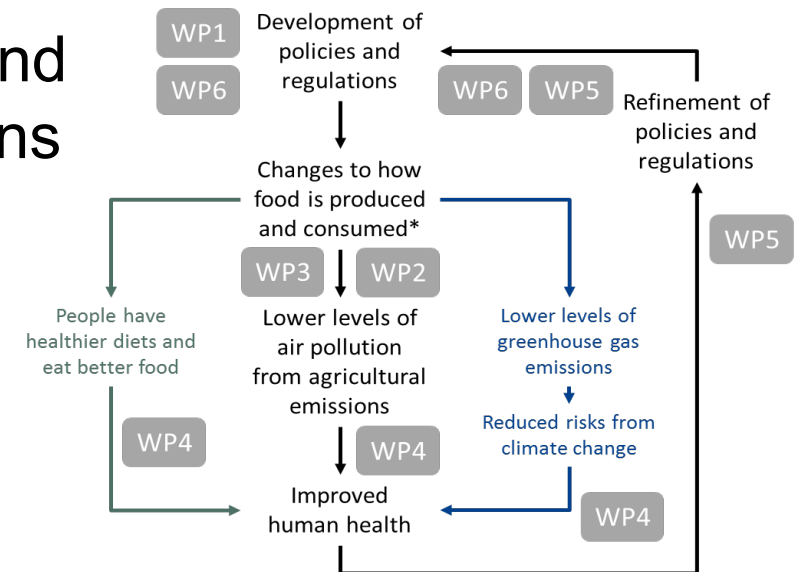 nd
ns
WP1
WP6
Development of
policies and
regulations
WP6
WP5
Refinement of
policies and
regulations
WP5
Changes to how
food is produced
and consumed*
WP3
WP2
People have
healthier diets and
eat better food
Lower levels of
air pollution
from agricultural
emissions
Lower levels of
greenhouse gas
emissions
Reduced risks from
climate change
WP4
WP4
WP4
Improved
human health